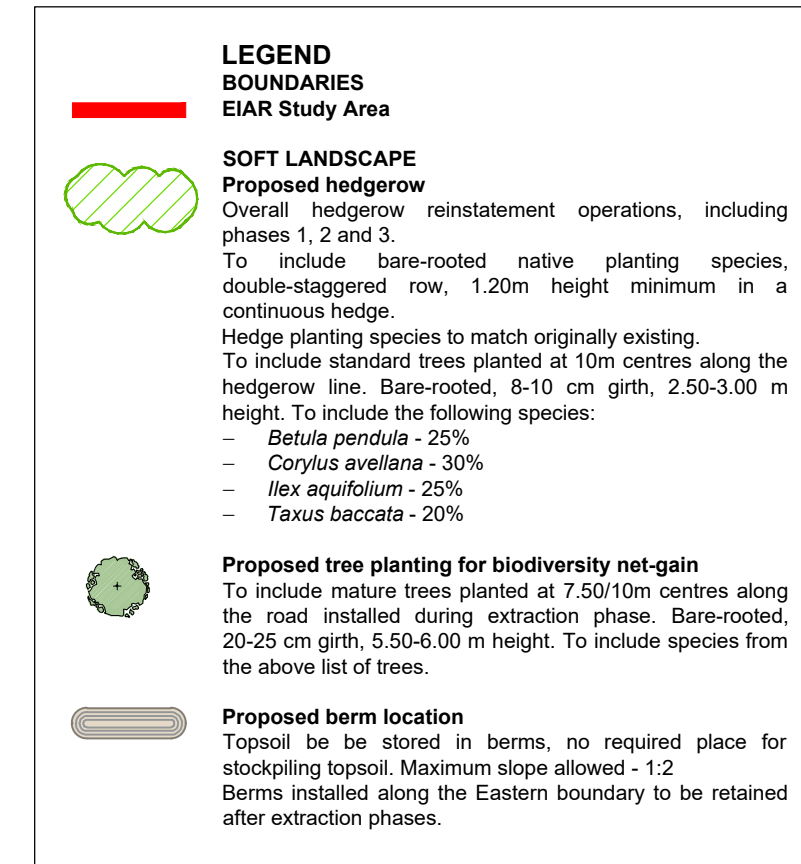 LEGEND
BOUNDARIES
EIAR Study Area
SOFT LANDSCAPE
Proposed hedgerow
Overall hedgerow reinstatement operations, including
phases 1, 2 and 3.
To include bare-rooted native planting species,
double-staggered row, 1.20m height minimum in a
continuous hedge.
Hedge planting species to match originally existing.
To include standard trees planted at 10m centres along the
hedgerow line. Bare-rooted, 8-10 cm girth, 2.50-3.00 m
height. To include the following species:
– Betula pendula - 25%
– Corylus avellana - 30%
– Ilex aquifolium - 25%
– Taxus baccata - 20%
Proposed tree planting for biodiversity net-gain
To include mature trees planted at 7.50/10m centres along
the road installed during extraction phase. Bare-rooted,
20-25 cm girth, 5.50-6.00 m height. To include species from
the above list of trees.
Proposed berm location
Topsoil be be stored in berms, no required place for
stockpiling topsoil. Maximum slope allowed - 1:2
Berms installed along the Eastern boundary to be retained
after extraction phases.